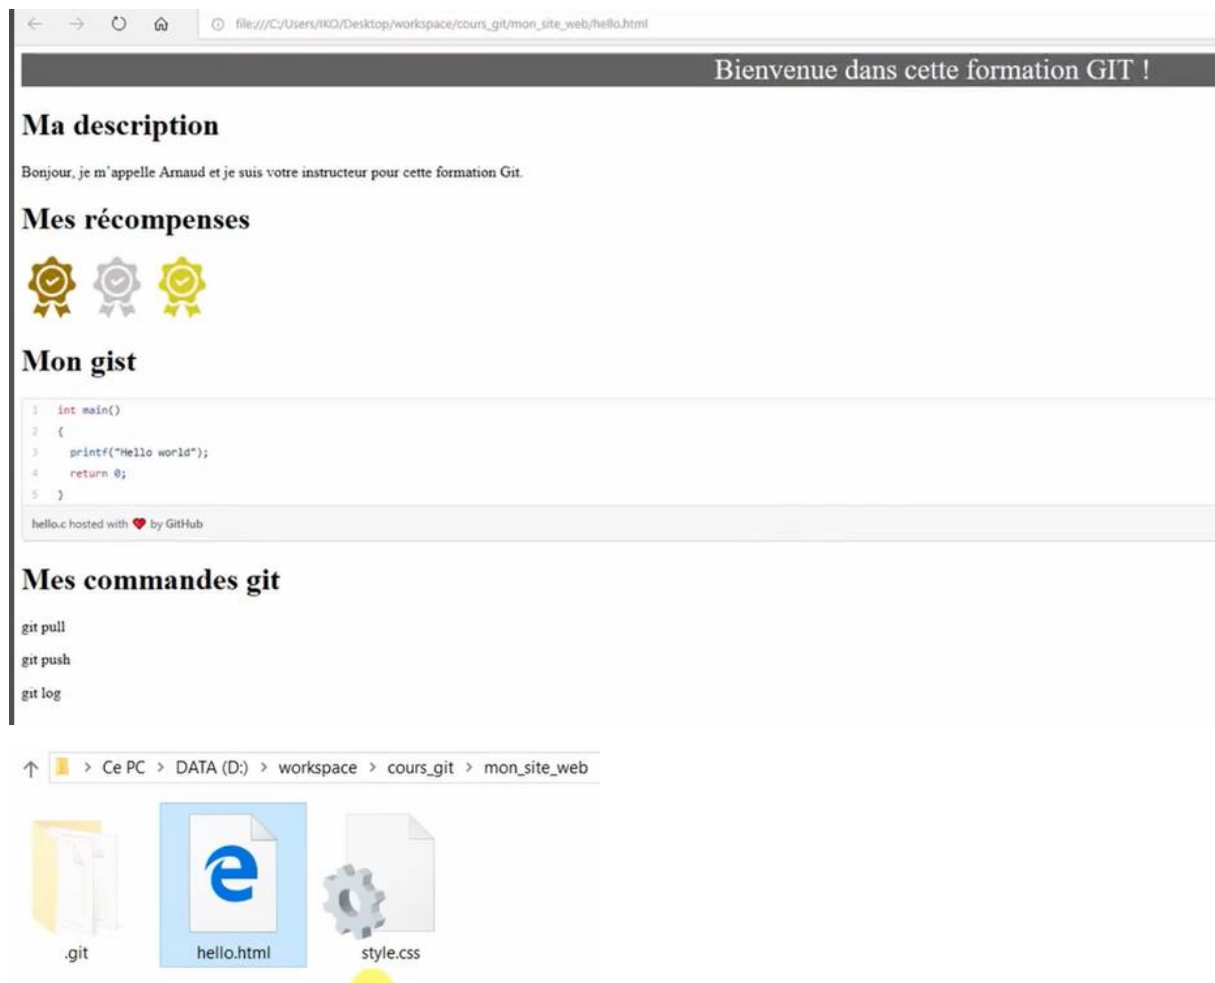 file:///C:/Users/IKO/Desktop/workspace/cours_git/mon_site_web/hello.html
Bienvenue dans cette formation GIT !
Ma description
Bonjour, je m'appelle Arnaud et je suis votre instructeur pour cette formation Git.
Mes récompenses
Mon gist
1 int main()
2 {
3 printf("Hello world");
4 return 0;
5 }
hello.c hosted with ❤ by GitHub
Mes commandes git
git pull
git push
git log
> Ce PC > DATA (D:) > workspace > cours_git > mon_site_web
.git hello.html style.css